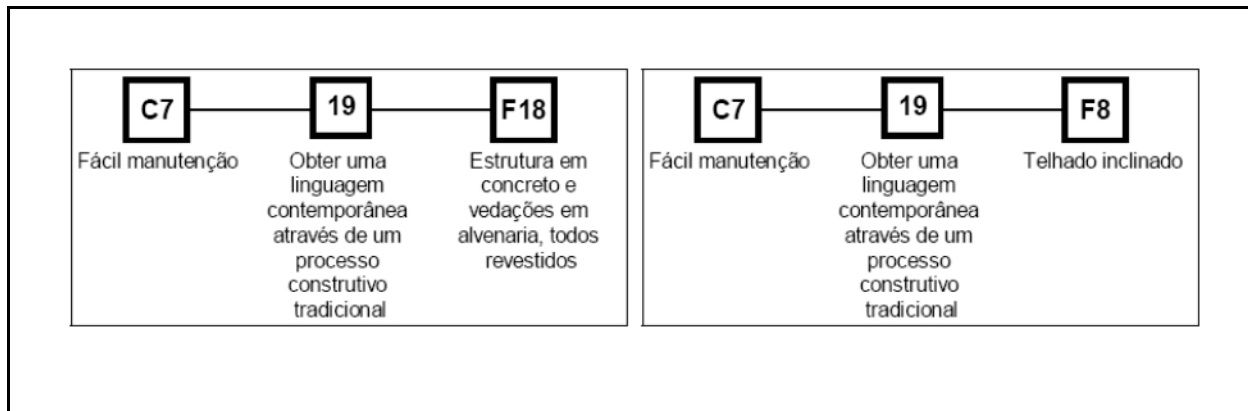 C7
19
F18
Fácil manutenção
Obter uma
linguagem
contemporânea
através de um
processo
construtivo
tradicional
Estrutura em
concreto e
vedações em
alvenaria, todos
revestidos
C7
19
F8
Fácil manutenção
Obter uma
linguagem
contemporânea
através de um
processo
construtivo
tradicional
Telhado inclinado